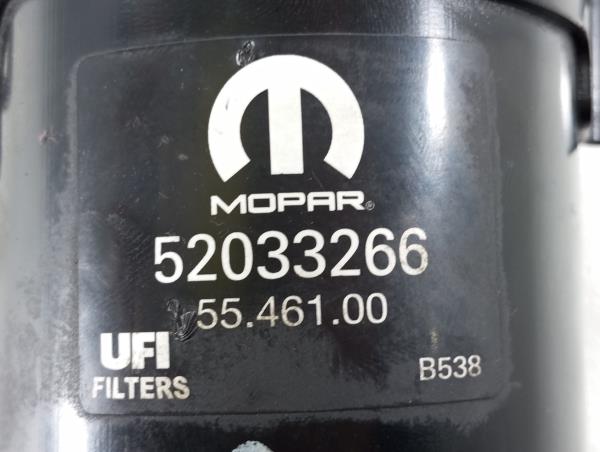 MOPAR®
52033266
55.461.00
UFI
FILTERS
B538